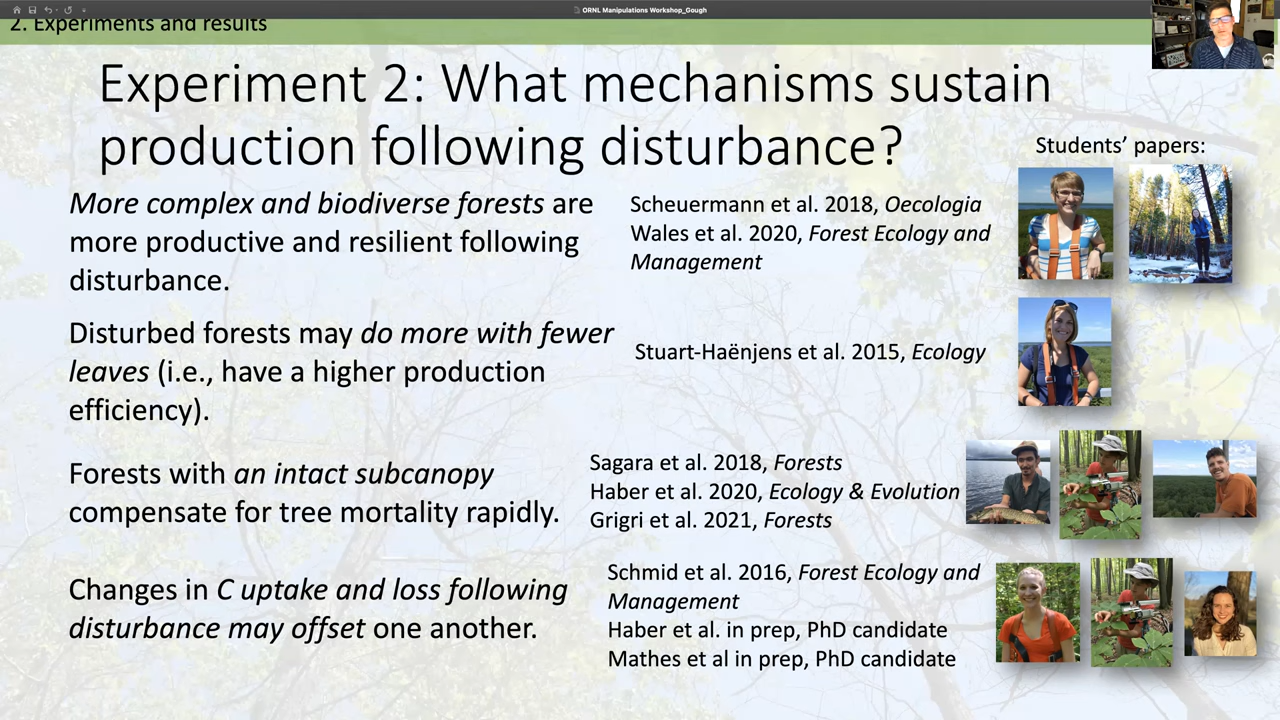 ORNL Manipulations Workshop_Gough
2. Experiments and results
Experiment 2: What mechanisms sustain
production following disturbance?
Students’ papers:
More complex and biodiverse forests are
more productive and resilient following
disturbance.
Scheuermann et al. 2018, Oecologia
Wales et al. 2020, Forest Ecology and
Management
Disturbed forests may do more with fewer
leaves (i.e., have a higher production
efficiency).
Stuart-Haënjens et al. 2015, Ecology
Forests with an intact subcanopy
compensate for tree mortality rapidly.
Sagara et al. 2018, Forests
Haber et al. 2020, Ecology & Evolution
Grigri et al. 2021, Forests
Changes in C uptake and loss following
disturbance may offset one another.
Schmid et al. 2016, Forest Ecology and
Management
Haber et al. in prep, PhD candidate
Mathes et al in prep, PhD candidate